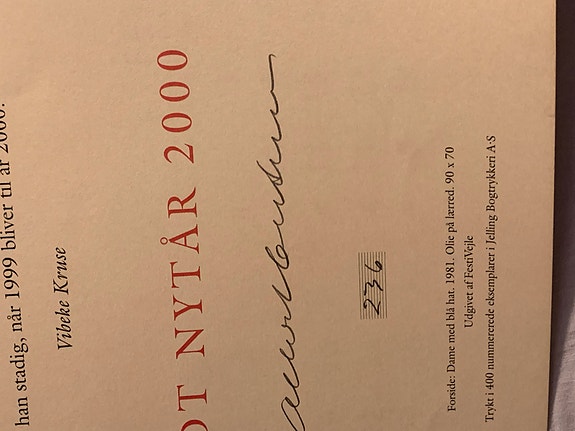 han stadig, når 1999 bliver til år 2000.
Vibeke Kruse
OT NYTÅR 2000
236
Forside: Dame med blå hat. 1981. Olie på lærred. 90 x 70
Udgivet af FestiVejle
Trykt i 400 nummererede eksemplarer i Jelling Bogtrykkeri A·S